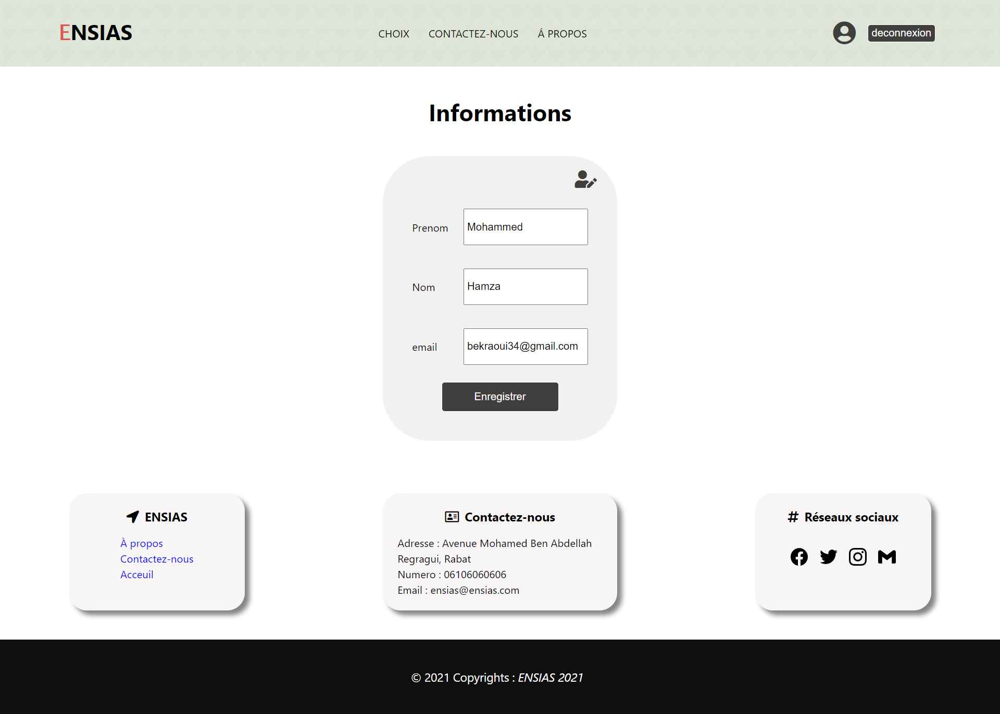 ENSIAS
CHOIX
CONTACTEZ-NOUS
Á PROPOS
deconnexion
Informations
Prenom
Mohammed
Nom
Hamza
email
bekraoui34@gmail.com
Enregistrer
ENSIAS
À propos
Contactez-nous
Acceuil
Contactez-nous
Adresse : Avenue Mohamed Ben Abdellah
Regragui, Rabat
Numero : 06106060606
Email : ensias@ensias.com
# Réseaux sociaux
© 2021 Copyrights : ENSIAS 2021